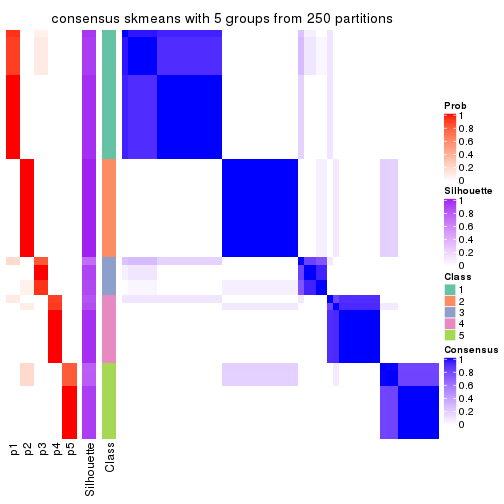 consensus skmeans with 5 groups from 250 partitions
Prob
1
0.8
0.6
0.4
0.2
0
Silhouette
1
0.8
0.6
0.4
0.2
0
Class
1
2
3
4
5
Consensus
1
0.8
0.6
0.4
0.2
0
p1
p2
p3
p4
p5
Silhouette
Class